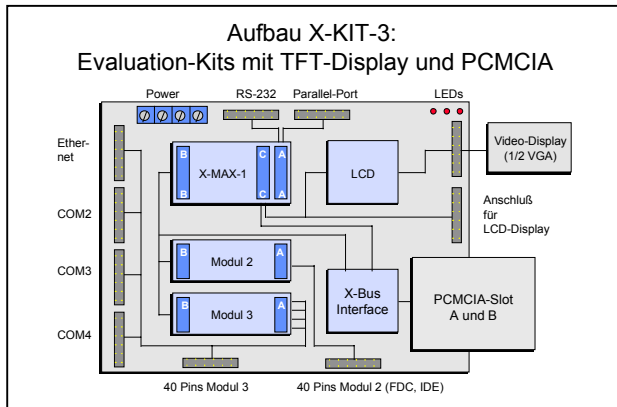 Aufbau X-KIT-3:
Evaluation-Kits mit TFT-Display und PCMCIA
Power
RS-232
Parallel-Port
LEDs
Ether-
net
B
C
A
X-MAX-1
B
C
A
LCD
Video-Display
(1/2 VGA)
COM2
Anschluß
für
LCD-Display
COM3
B
Modul 2
A
X-Bus
Interface
PCMCIA-Slot
A und B
B
Modul 3
A
COM4
40 Pins Modul 3
40 Pins Modul 2 (FDC, IDE)